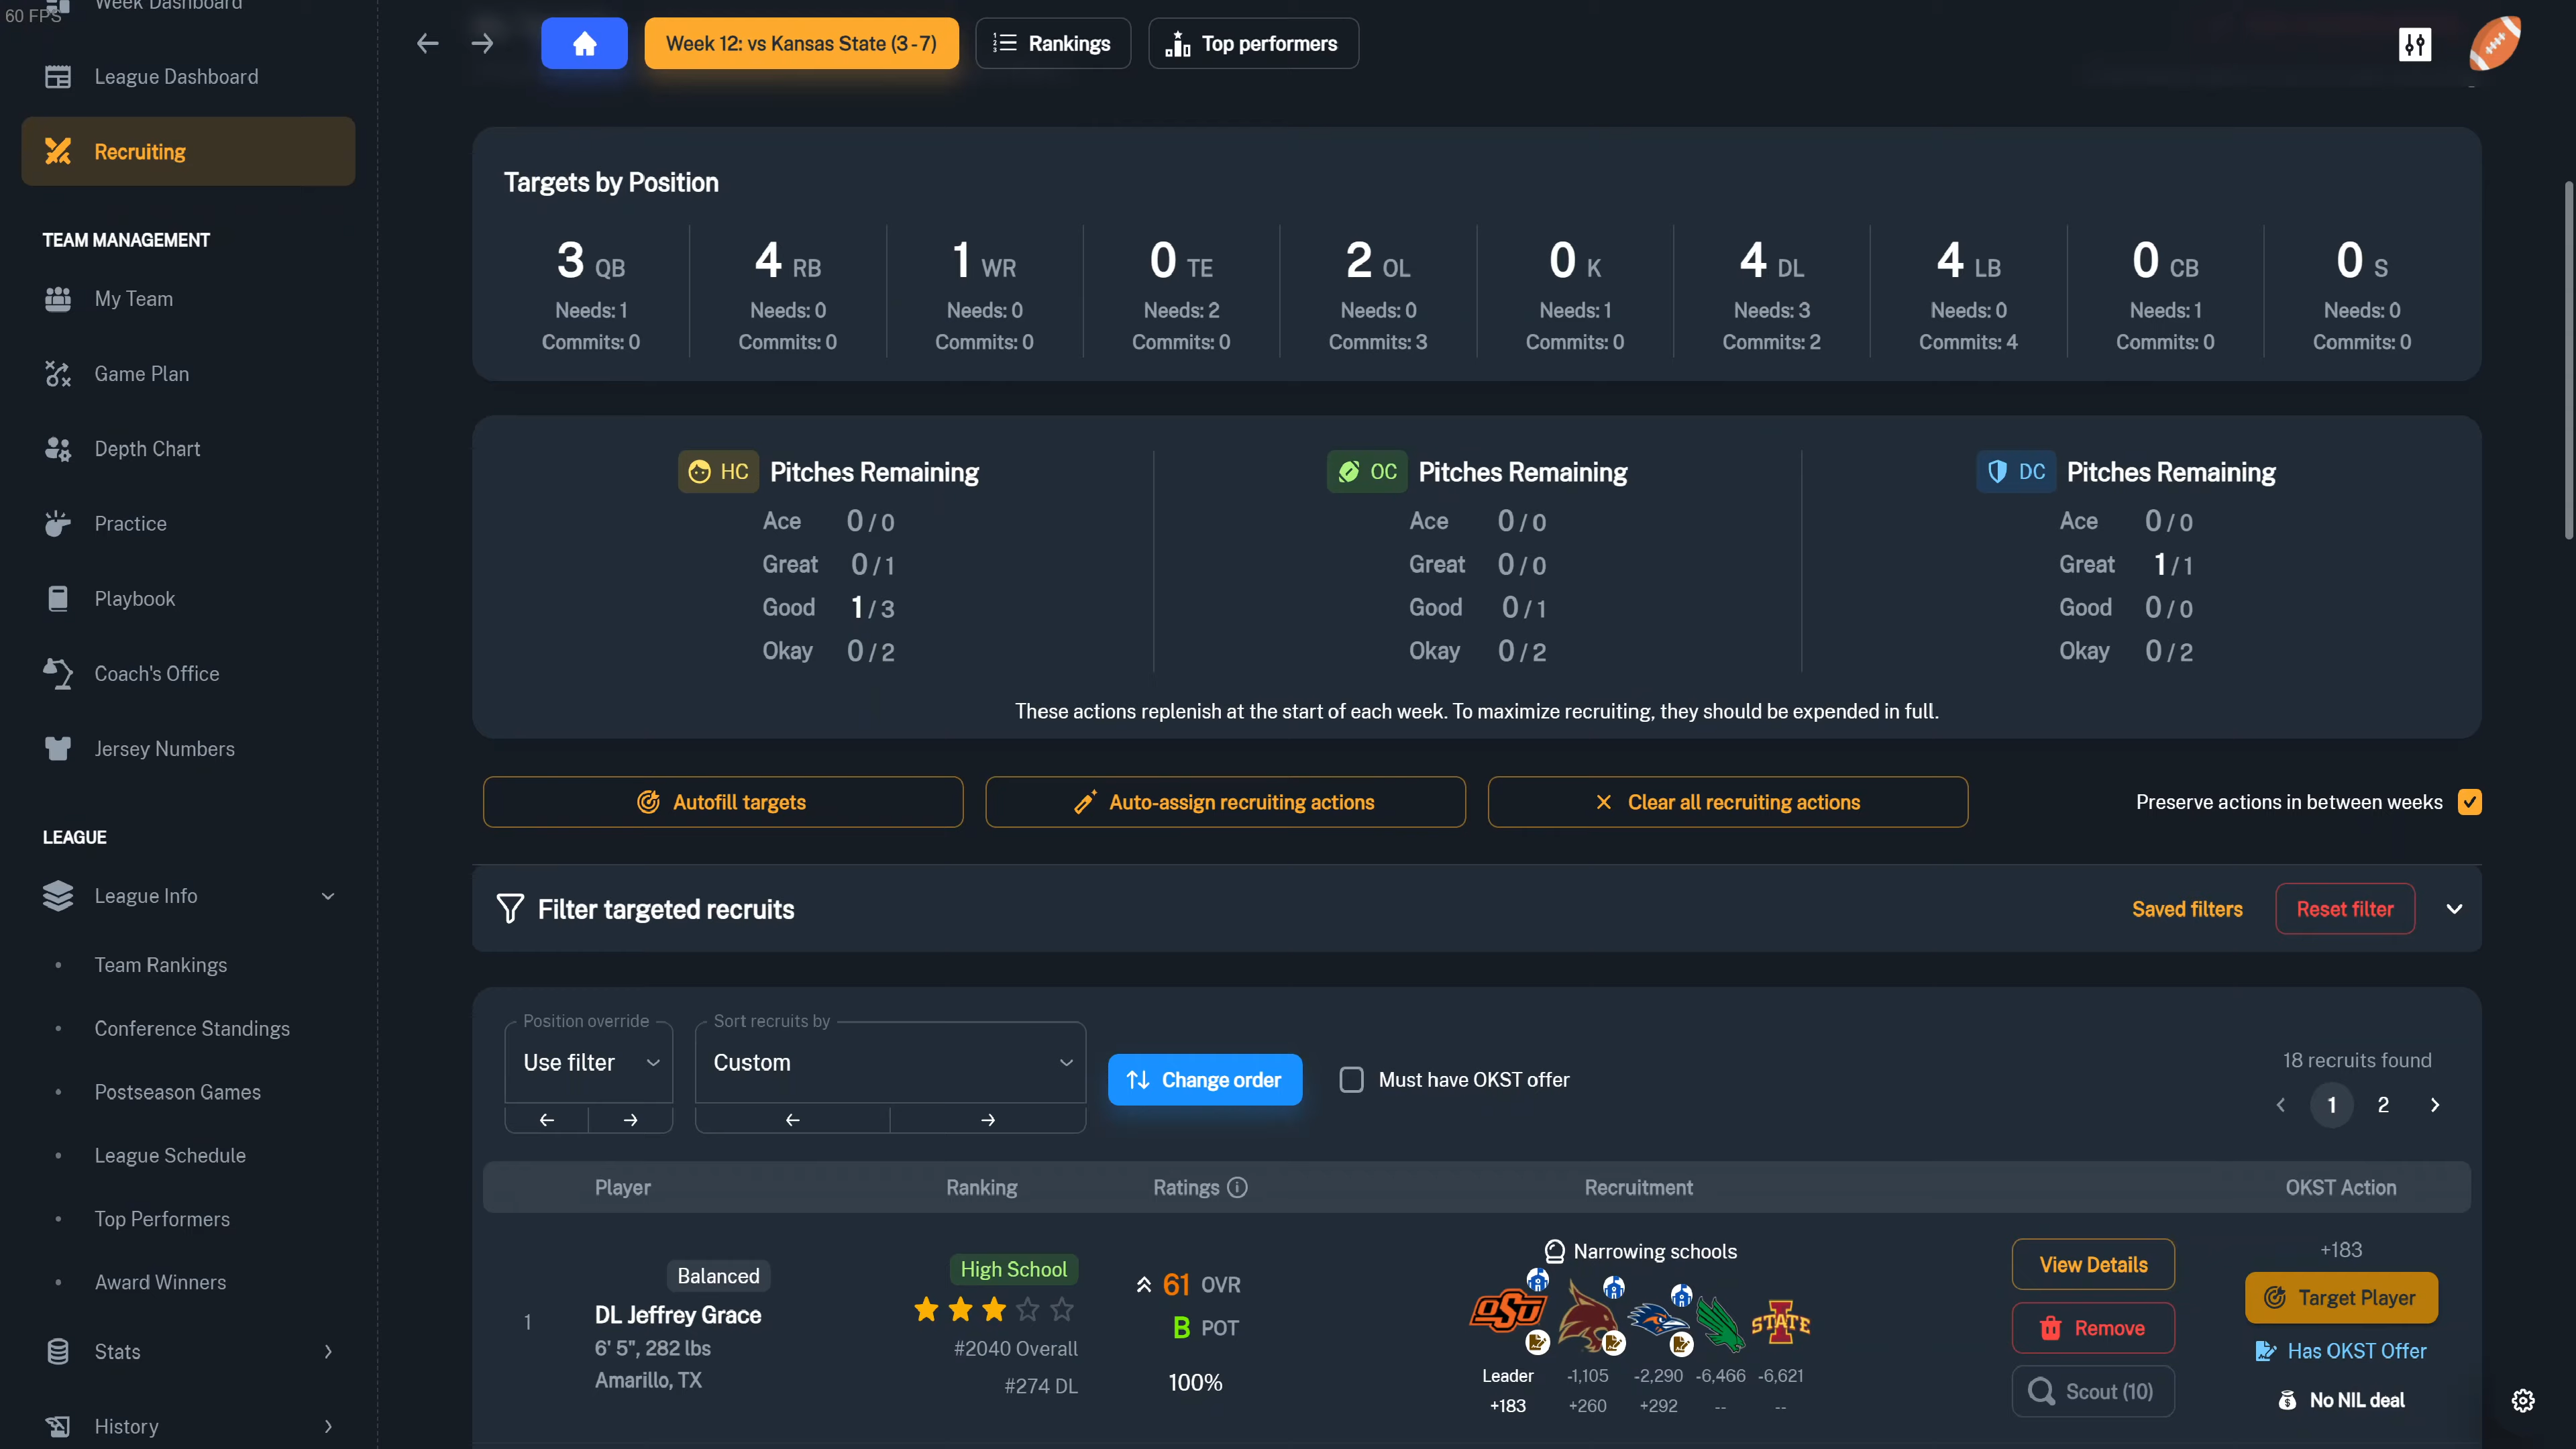 60 FPS
Week Dashboard
League Dashboard
Recruiting
TEAM MANAGEMENT
My Team
Game Plan
Depth Chart
Practice
Playbook
Coach's Office
Jersey Numbers
LEAGUE
League Info
Team Rankings
Conference Standings
Postseason Games
League Schedule
Top Performers
Award Winners
Stats
History
Week 12: vs Kansas State (3 - 7)
Rankings
Top performers
Targets by Position
3 QB
Needs: 1
Commits: 0
4 RB
Needs: 0
Commits: 0
1 WR
Needs: 0
Commits: 0
0 TE
Needs: 2
Commits: 0
2 OL
Needs: 0
Commits: 3
0 K
Needs: 1
Commits: 0
4 DL
Needs: 3
Commits: 2
4 LB
Needs: 0
Commits: 4
0 CB
Needs: 1
Commits: 0
0 S
Needs: 0
Commits: 0
HC Pitches Remaining
Ace 0 / 0
Great 0 / 1
Good 1 / 3
Okay 0 / 2
OC Pitches Remaining
Ace 0 / 0
Great 0 / 0
Good 0 / 1
Okay 0 / 2
DC Pitches Remaining
Ace 0 / 0
Great 1 / 1
Good 0 / 0
Okay 0 / 2
These actions replenish at the start of each week. To maximize recruiting, they should be expended in full.
Autofill targets
Auto-assign recruiting actions
Clear all recruiting actions
Preserve actions in between weeks
Filter targeted recruits
Saved filters
Reset filter
Position override
Use filter
Sort recruits by
Custom
Change order
Must have OKST offer
18 recruits found
1 2
Player Ranking Ratings Recruitment OKST Action
1
Balanced
DL Jeffrey Grace
6' 5", 282 lbs
Amarillo, TX
High School
#2040 Overall
#274 DL
61 OVR
B POT
100%
Narrowing schools
OSU
STATE
Leader -1,105 -2,290 -6,466 -6,621
+183 +260 +292 -- --
View Details
Remove
Scout (10)
+183
Target Player
Has OKST Offer
No NIL deal